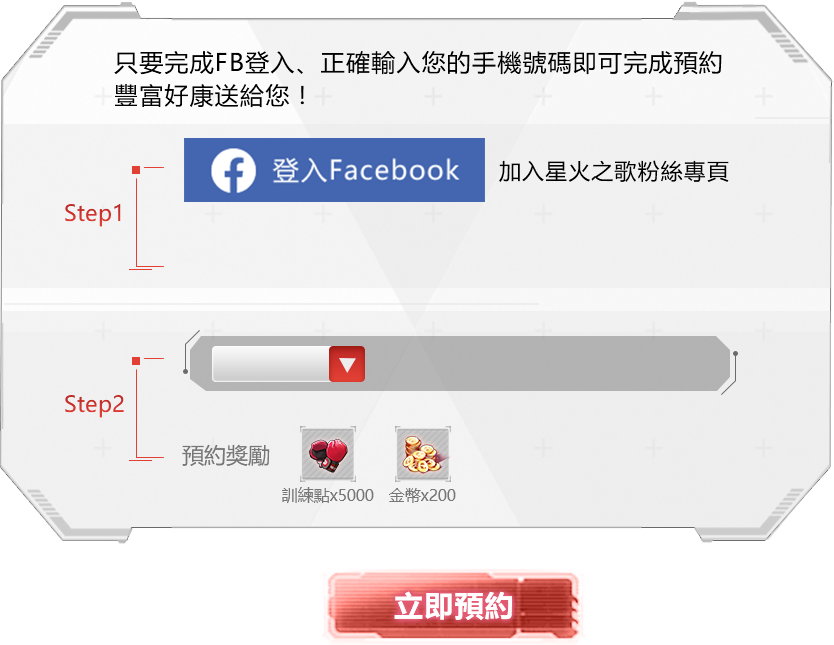 只要完成FB登入、正確輸入您的手機號碼即可完成預約
豐富好康送給您！
登入Facebook
加入星火之歌粉絲專頁
Step1
Step2
預約獎勵
訓練點x5000
金幣x200
立即預約